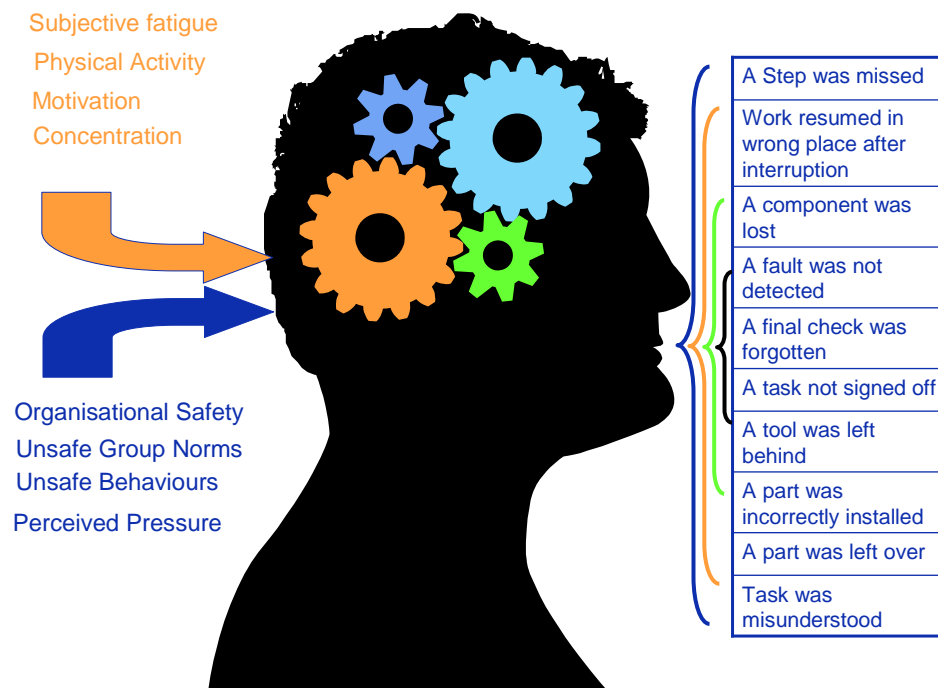 Subjective fatigue
Physical Activity
Motivation
Concentration
Organisational Safety
Unsafe Group Norms
Unsafe Behaviours
Perceived Pressure
A Step was missed
Work resumed in
wrong place after
interruption
A component was
lost
A fault was not
detected
A final check was
forgotten
A task not signed off
A tool was left
behind
A part was
incorrectly installed
A part was left over
Task was
misunderstood